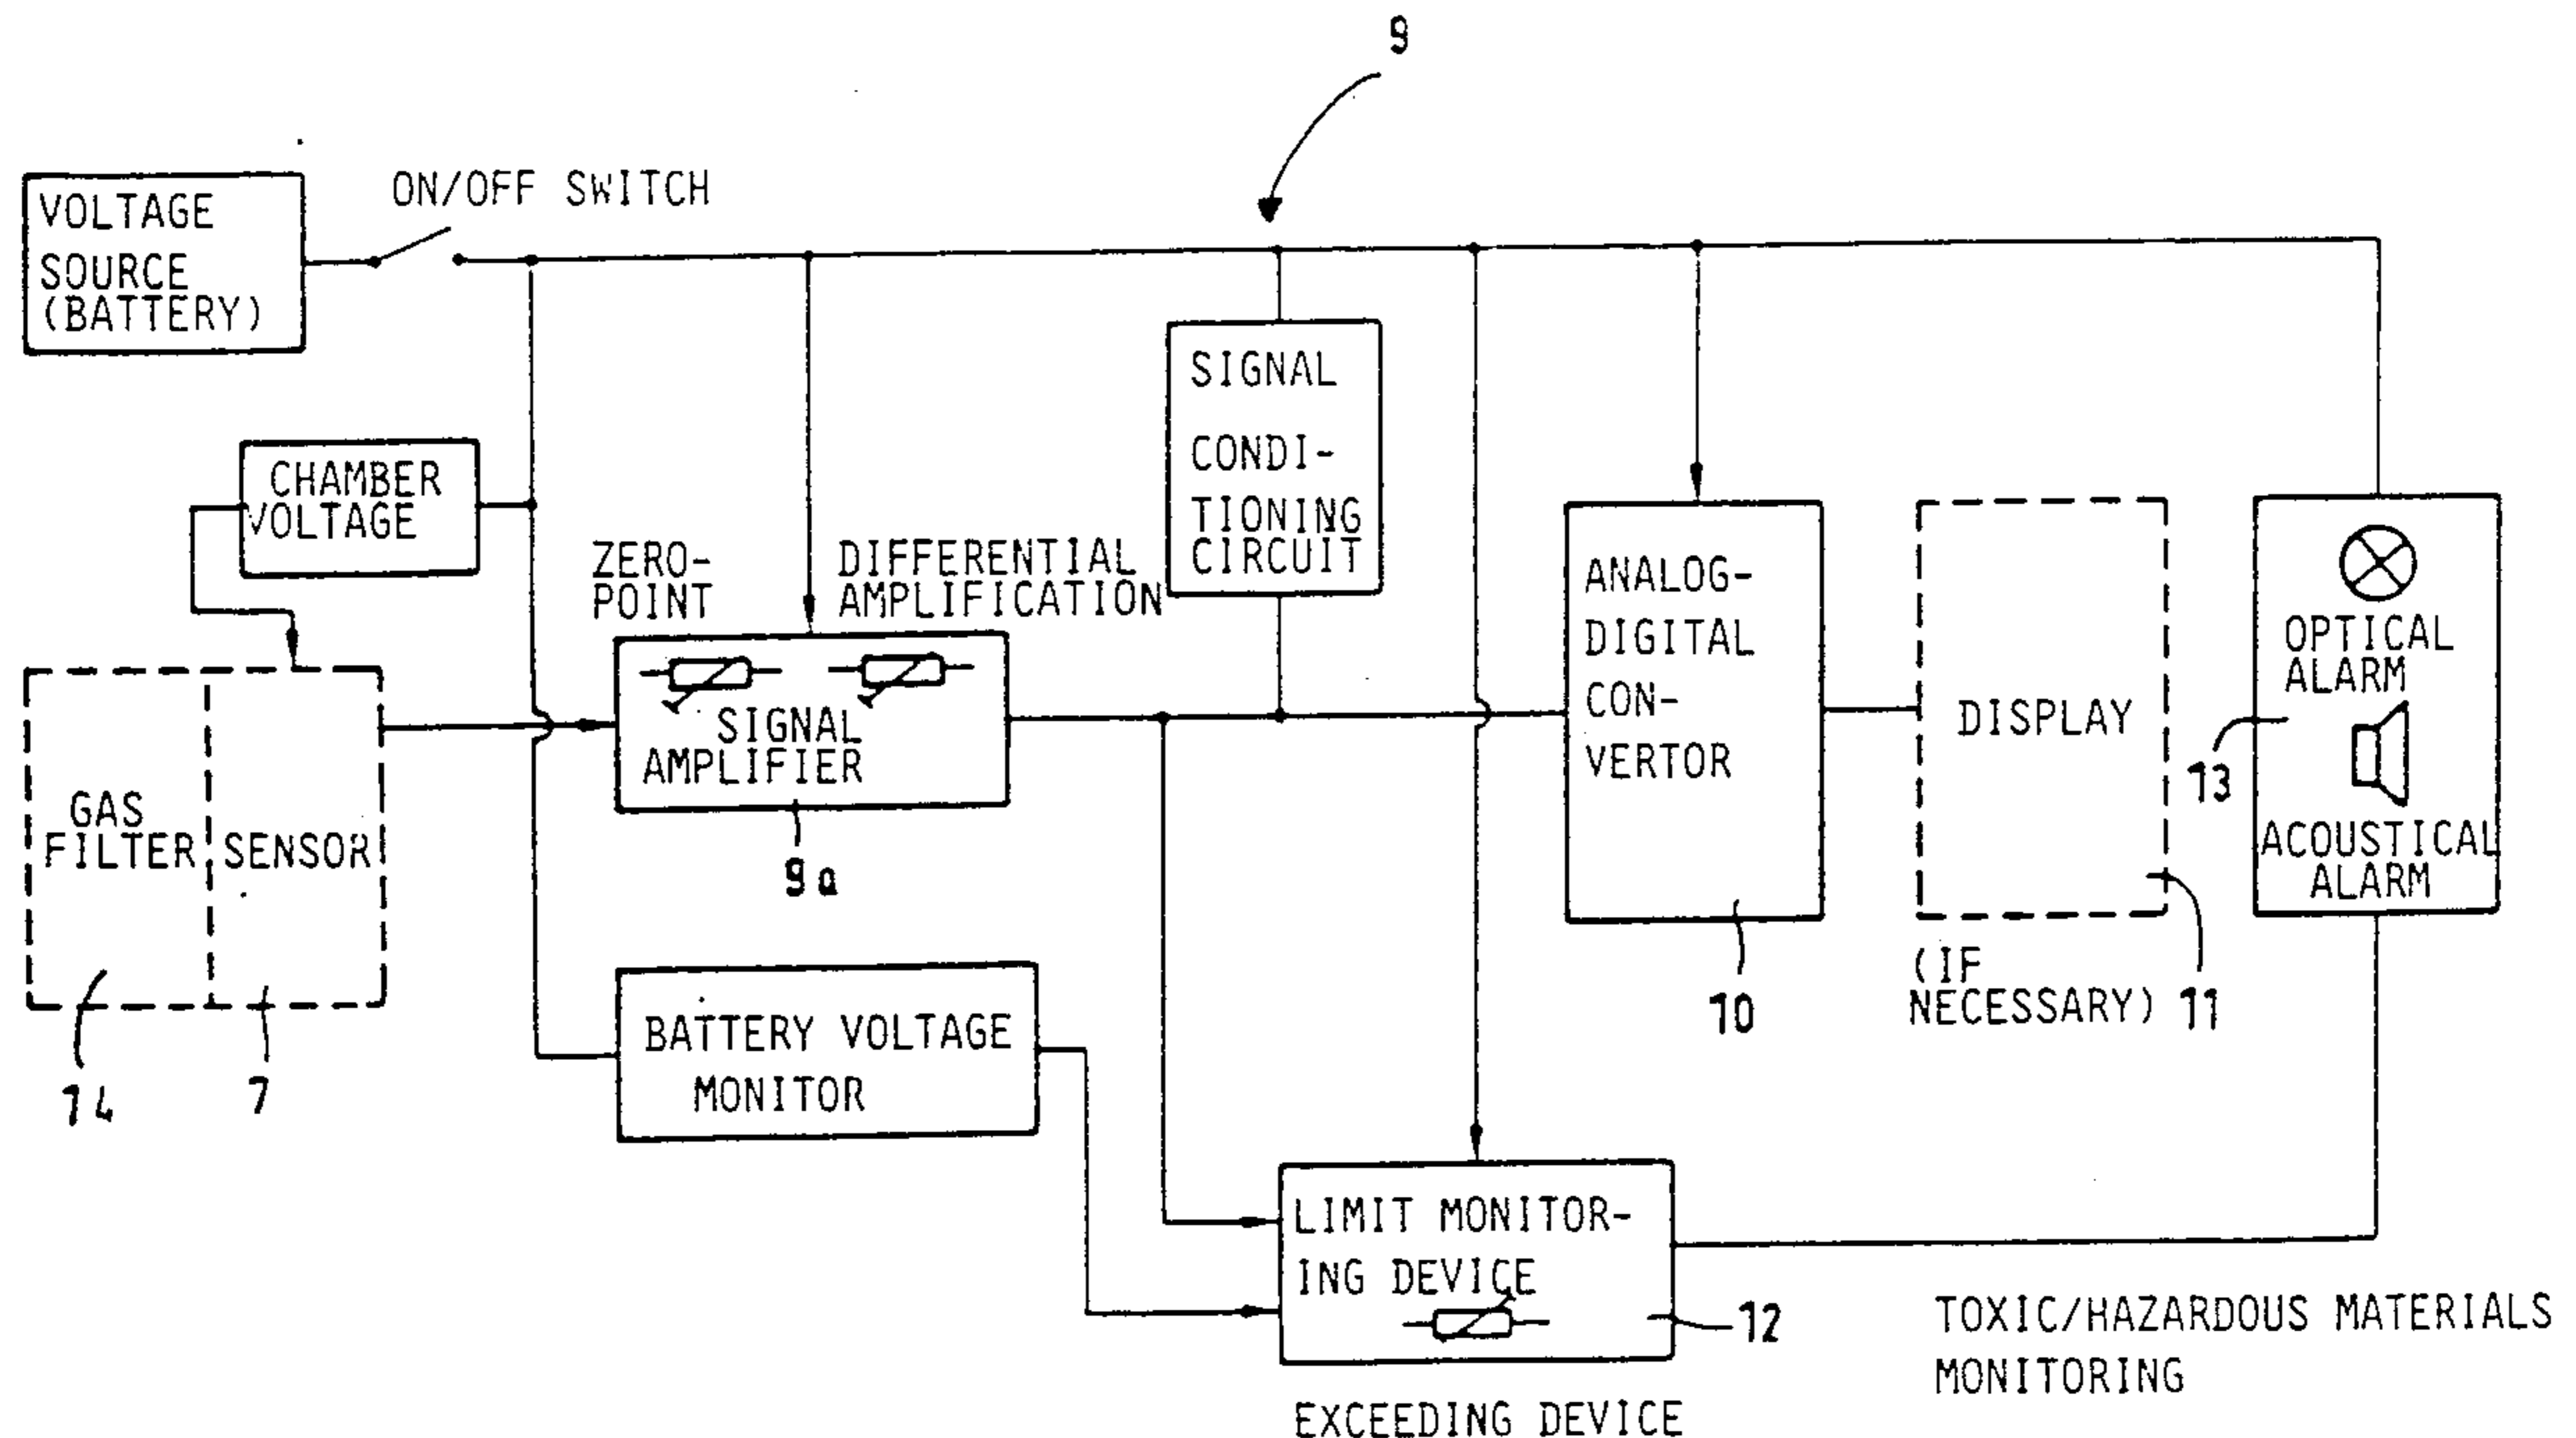 9
VOLTAGE
SOURCE
(BATTERY)
ON/OFF SWITCH
CHAMBER
VOLTAGE
SIGNAL
CONDI-
TIONING
CIRCUIT
ZERO-
POINT
DIFFERENTIAL
AMPLIFICATION
SIGNAL
AMPLIFIER
9a
GAS
FILTER
SENSOR
14
7
BATTERY VOLTAGE
MONITOR
ANALOG-
DIGITAL
CON-
VERTOR
10
DISPLAY
(IF
NECESSARY)
11
OPTICAL
ALARM
13
ACOUSTICAL
ALARM
LIMIT MONITOR-
ING DEVICE
12
EXCEEDING DEVICE
TOXIC/HAZARDOUS MATERIALS
MONITORING